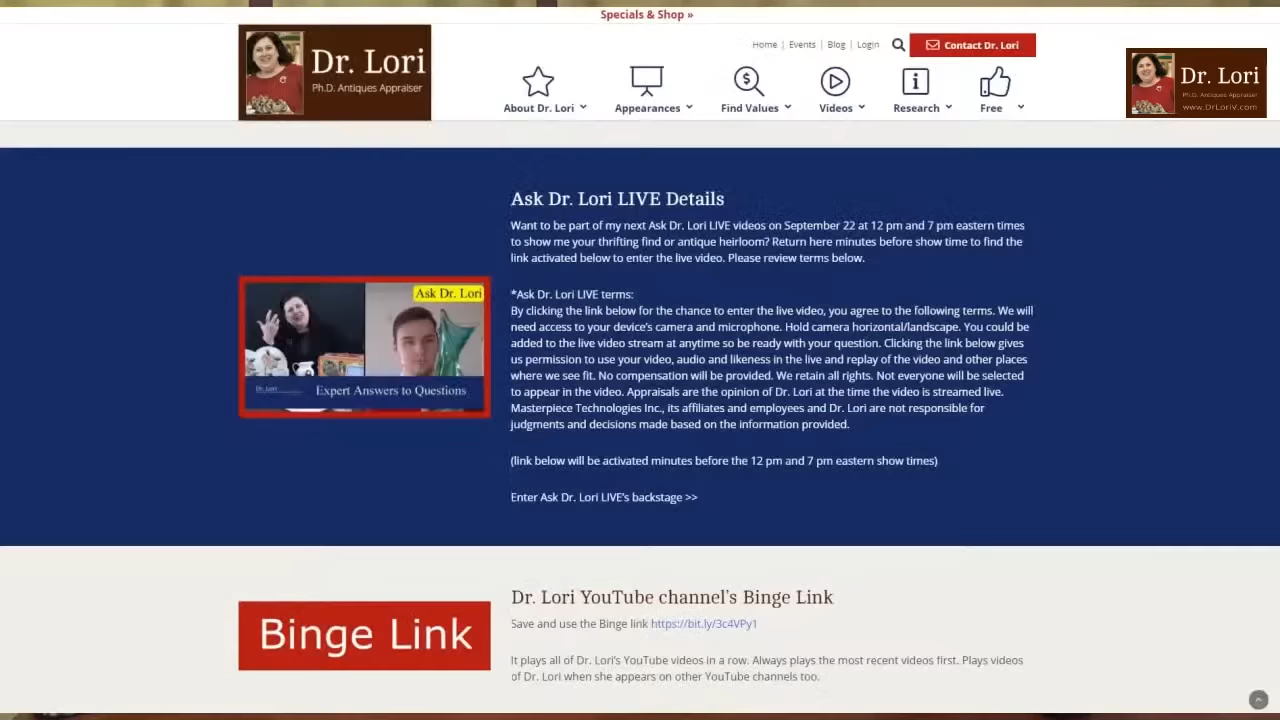 Specials & Shop »
Dr. Lori
Ph.D. Antiques Appraiser
Home | Events | Blog | Login
Contact Dr. Lori
About Dr. Lori
Appearances
Find Values
Videos
Research
Free
Dr. Lori
Ph.D. Antiques Appraiser
www.DrLoriV.com
Ask Dr. Lori LIVE Details
Want to be part of my next Ask Dr. Lori LIVE videos on September 22 at 12 pm and 7 pm eastern times
to show me your thrifting find or antique heirloom? Return here minutes before show time to find the
link activated below to enter the live video. Please review terms below.
*Ask Dr. Lori LIVE terms:
By clicking the link below for the chance to enter the live video, you agree to the following terms. We will
need access to your device's camera and microphone. Hold camera horizontal/landscape. You could be
added to the live video stream at anytime so be ready with your question. Clicking the link below gives
us permission to use your video, audio and likeness in the live and replay of the video and other places
where we see fit. No compensation will be provided. We retain all rights. Not everyone will be selected
to appear in the video. Appraisals are the opinion of Dr. Lori at the time the video is streamed live.
Masterpiece Technologies Inc., its affiliates and employees and Dr. Lori are not responsible for
judgments and decisions made based on the information provided.
(link below will be activated minutes before the 12 pm and 7 pm eastern show times)
Enter Ask Dr. Lori LIVE's backstage >>
Ask Dr. Lori
Dr. Lori
Expert Answers to Questions
Binge Link
Dr. Lori YouTube channel's Binge Link
Save and use the Binge link https://bit.ly/3c4VPy1
It plays all of Dr. Lori's YouTube videos in a row. Always plays the most recent videos first. Plays videos
of Dr. Lori when she appears on other YouTube channels too.